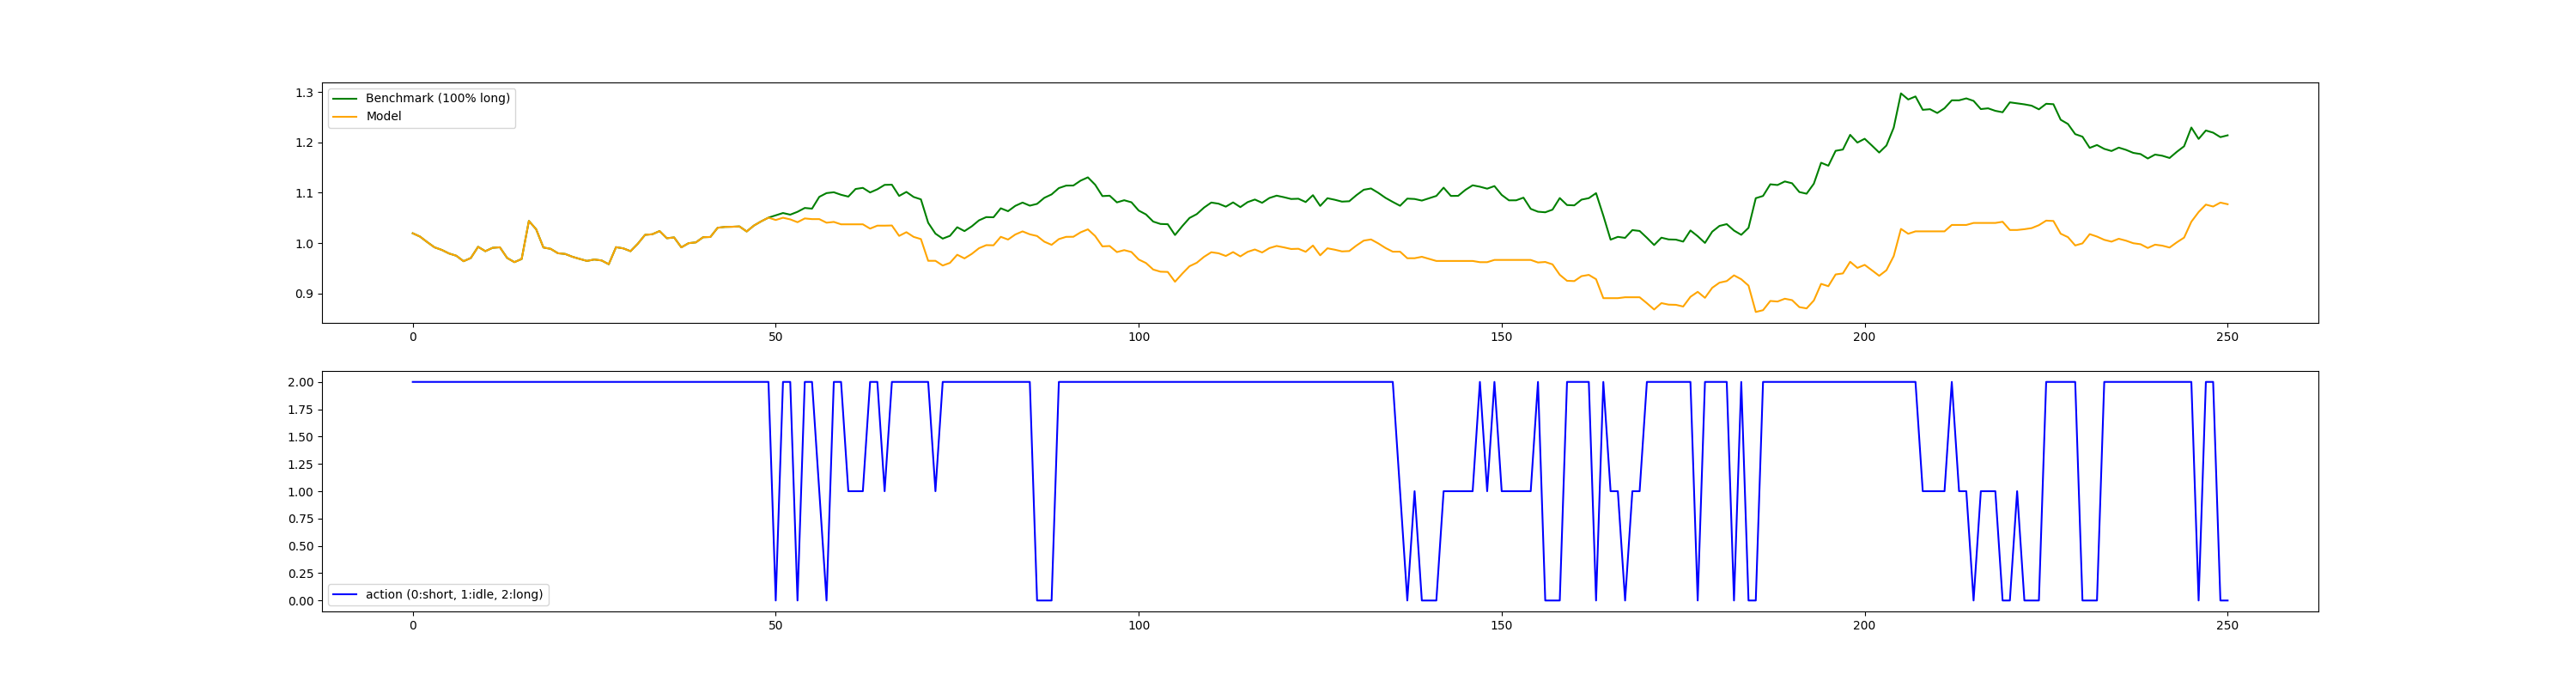 1.3
1.2
1.1
1.0
0.9
Benchmark (100% long)
Model
0 50 100 150 200 250
2.00
1.75
1.50
1.25
1.00
0.75
0.50
0.25
0.00
action (0:short, 1:idle, 2:long)
0 50 100 150 200 250